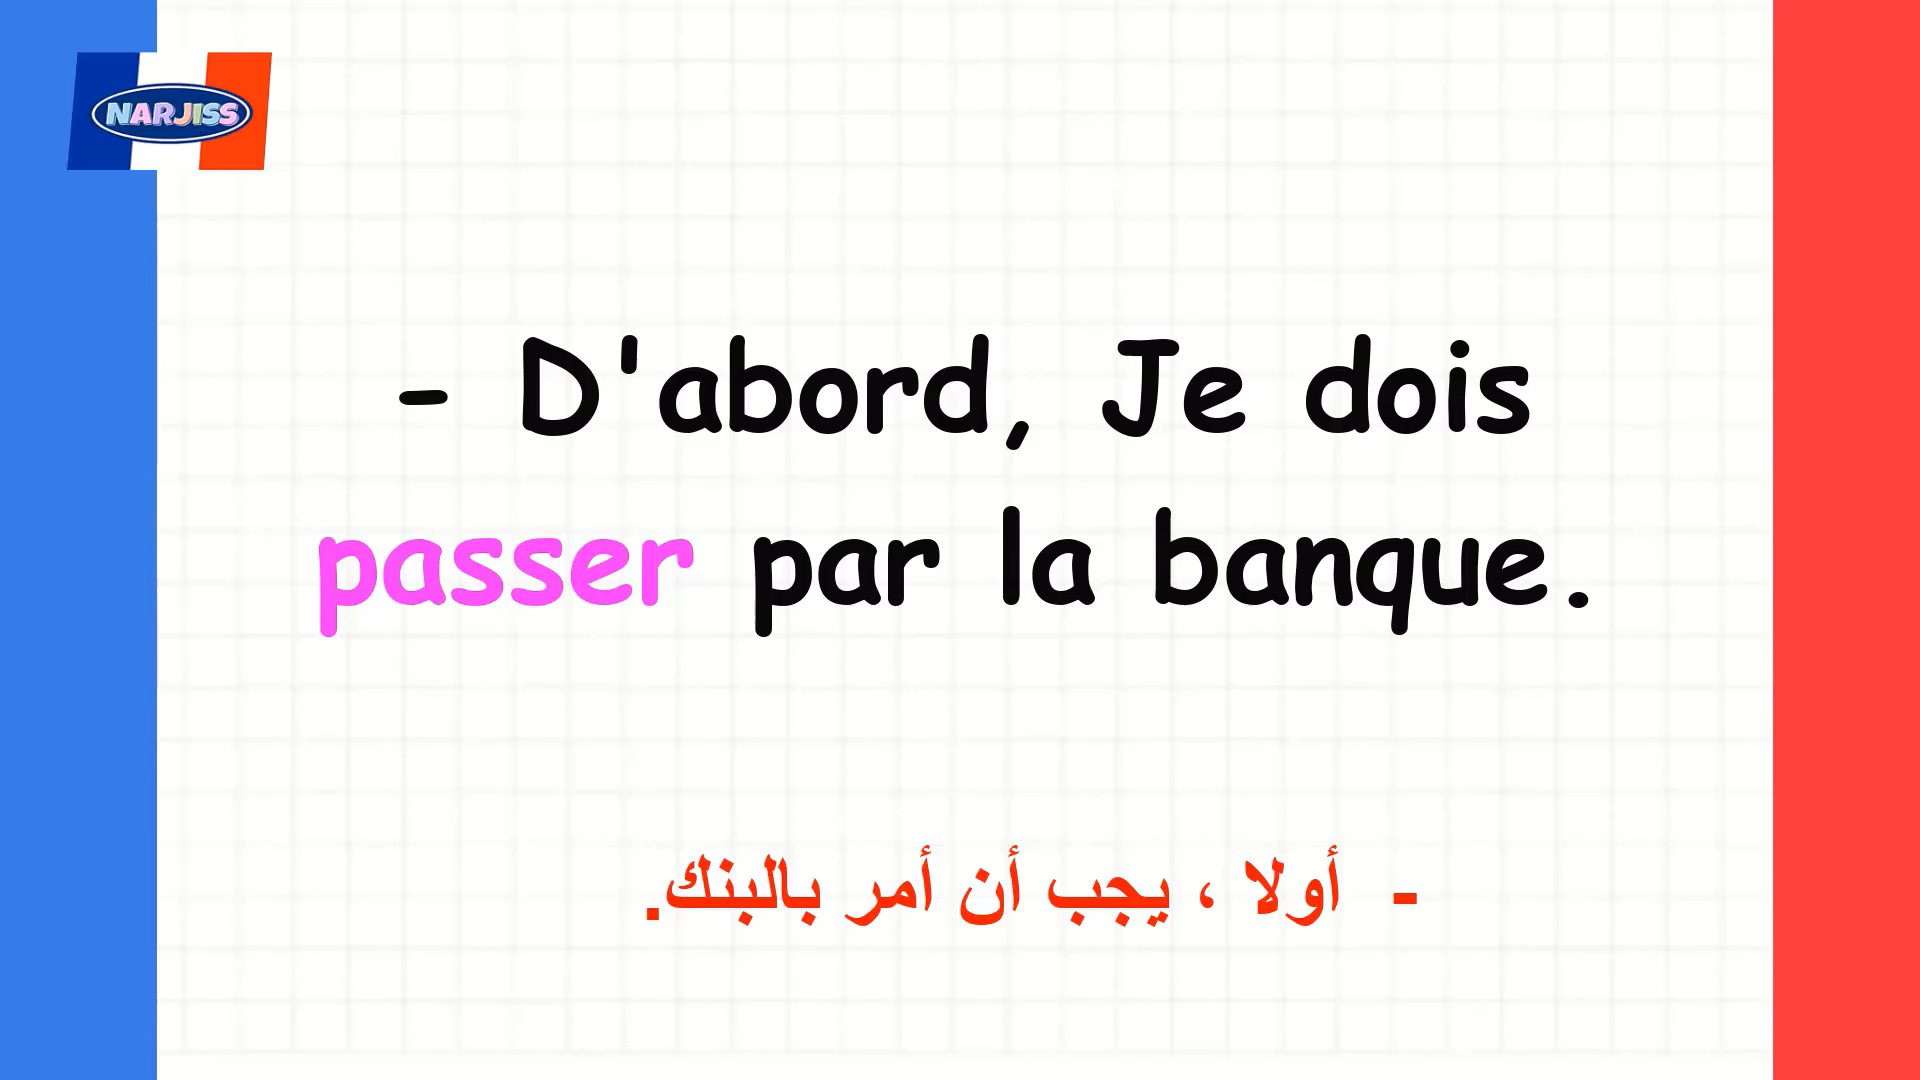 NARJISS
- D'abord, Je dois
passer par la banque.
- أولا ، يجب أن أمر بالبنك.